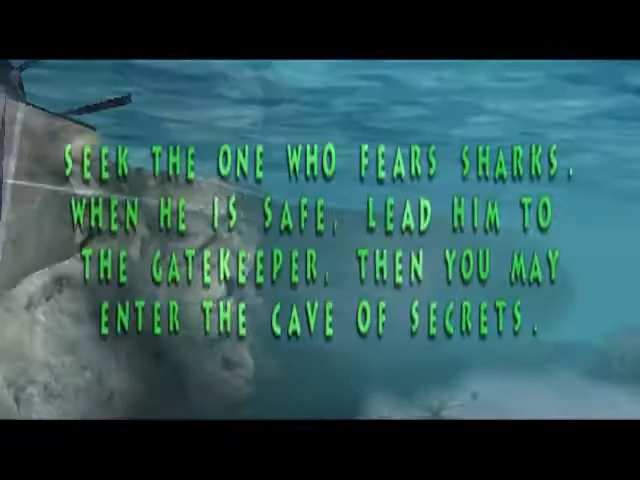 SEEK THE ONE WHO FEARS SHARKS.
WHEN HE IS SAFE, LEAD HIM TO
THE GATEKEEPER, THEN YOU MAY
ENTER THE CAVE OF SECRETS.